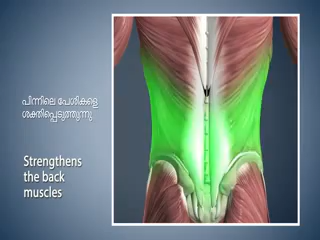 പിന്നിലെ പേശികളെ
ശക്തിപ്പെടുത്തുന്നു
Strengthens
the back
muscles